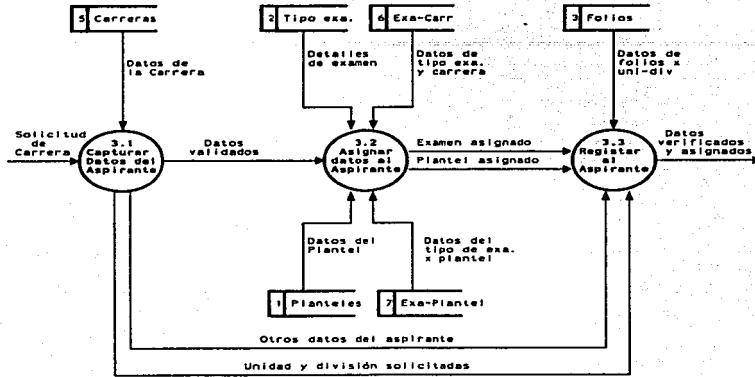 5 Carreras
2 Tipo exa.
6 Exa-Carr
3 Folios
Datos de
la Carrera
Detalles
de examen
Datos de
tipo exa.
y carrera
Datos de
folios x
uni-div
Solicitud
de
Carrera
3.1
Capturar
Datos del
Aspirante
Datos
validados
3.2
Asignar
datos al
Aspirante
Examen asignado
Plantel asignado
3.3
Registar
al
Aspirante
Datos
verificados
y asignados
Datos del
Plantel
Datos del
tipo de exa.
x plantel
1 Planteles
7 Exa-Plantel
Otros datos del aspirante
Unidad y división solicitadas